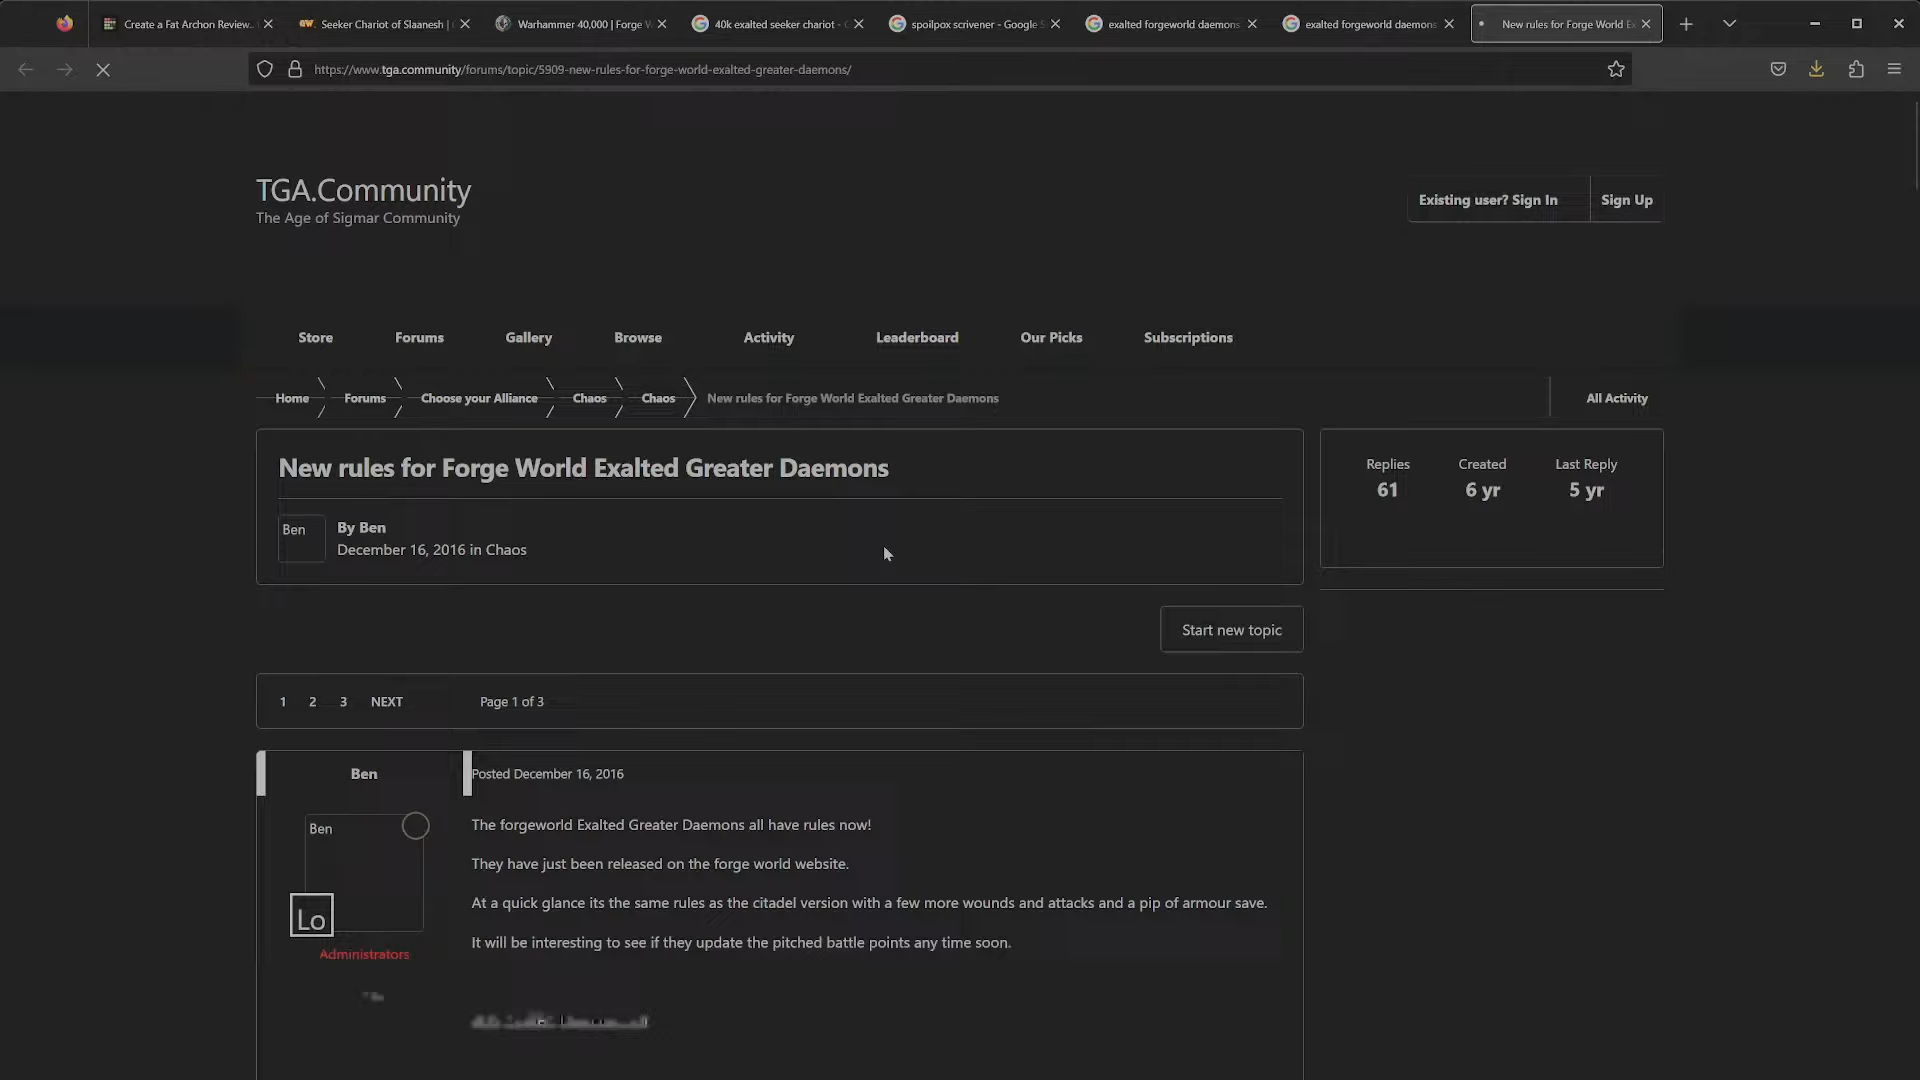 Create a Fat Archon Review
Seeker Chariot of Slaanesh |
Warhammer 40,000 | Forge W
40k exalted seeker chariot -
spoilpox scrivener - Google S
exalted forgeworld daemons
exalted forgeworld daemons
New rules for Forge World Ex
https://www.tga.community/forums/topic/5909-new-rules-for-forge-world-exalted-greater-daemons/
TGA.Community
The Age of Sigmar Community
Existing user? Sign In
Sign Up
Store
Forums
Gallery
Browse
Activity
Leaderboard
Our Picks
Subscriptions
Home
Forums
Choose your Alliance
Chaos
Chaos
New rules for Forge World Exalted Greater Daemons
All Activity
New rules for Forge World Exalted Greater Daemons
Ben
By Ben
December 16, 2016 in Chaos
Replies
61
Created
6 yr
Last Reply
5 yr
Start new topic
1 2 3 NEXT
Page 1 of 3
Ben
Posted December 16, 2016
Ben
Lo
Administrators
The forgeworld Exalted Greater Daemons all have rules now!
They have just been released on the forge world website.
At a quick glance its the same rules as the citadel version with a few more wounds and attacks and a pip of armour save.
It will be interesting to see if they update the pitched battle points any time soon.